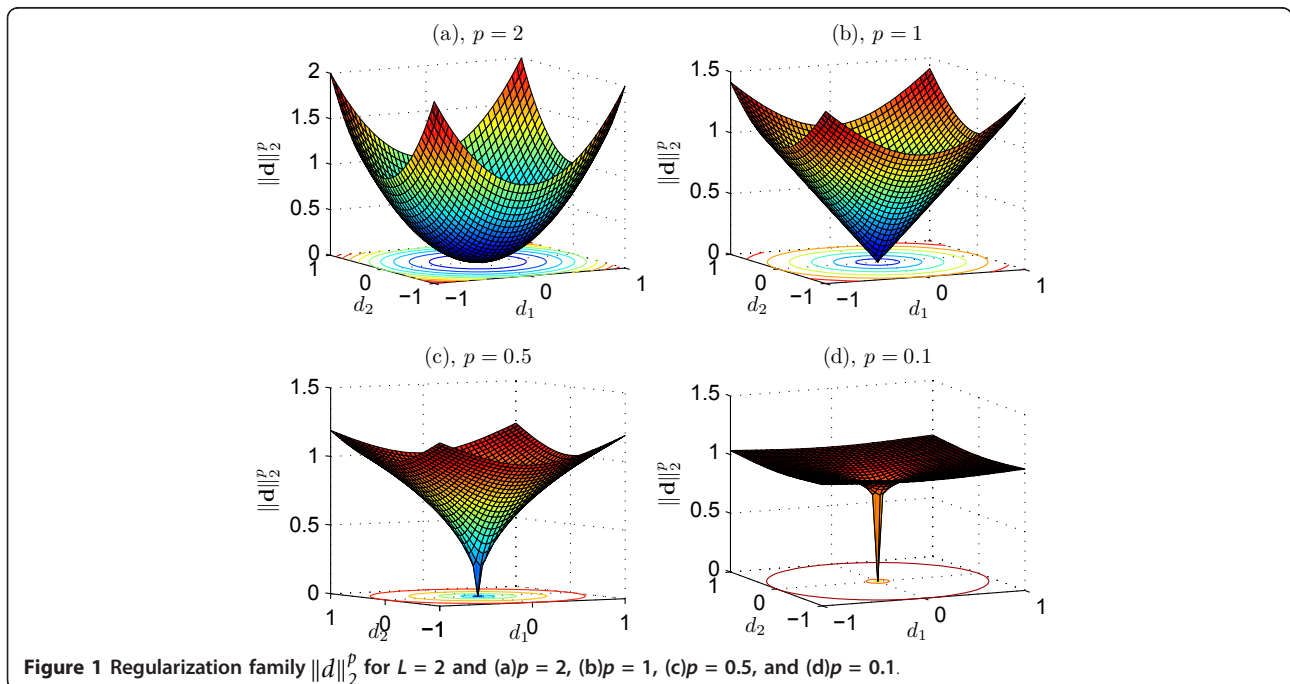 (a), p = 2
2
1.5
1
0.5
0
‖d‖₂ᵖ
1
0
−1
d₂
−1
0
1
d₁
(b), p = 1
1.5
1
0.5
0
‖d‖₂ᵖ
1
0
−1
d₂
−1
0
1
d₁
(c), p = 0.5
1.5
1
0.5
0
‖d‖₂ᵖ
1
0
−1
d₂
0
1
d₁
(d), p = 0.1
1.5
1
0.5
0
‖d‖₂ᵖ
1
0
−1
d₂
−1
0
1
d₁
Figure 1 Regularization family ‖d‖₂ᵖ for L = 2 and (a)p = 2, (b)p = 1, (c)p = 0.5, and (d)p = 0.1.